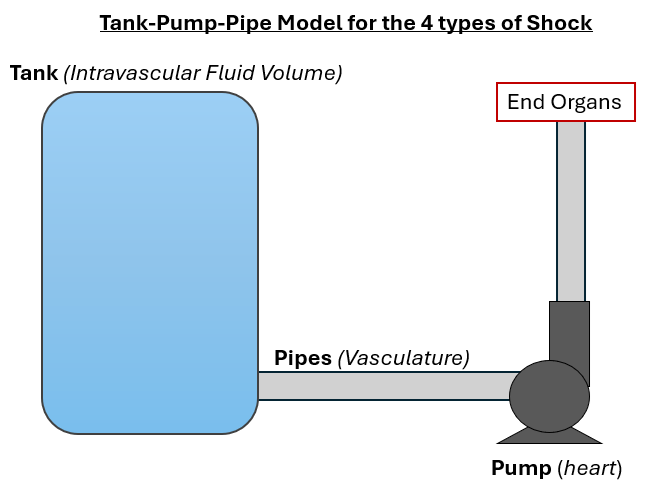 Tank-Pump-Pipe Model for the 4 types of Shock
Tank (Intravascular Fluid Volume)
End Organs
Pipes (Vasculature)
Pump (heart)